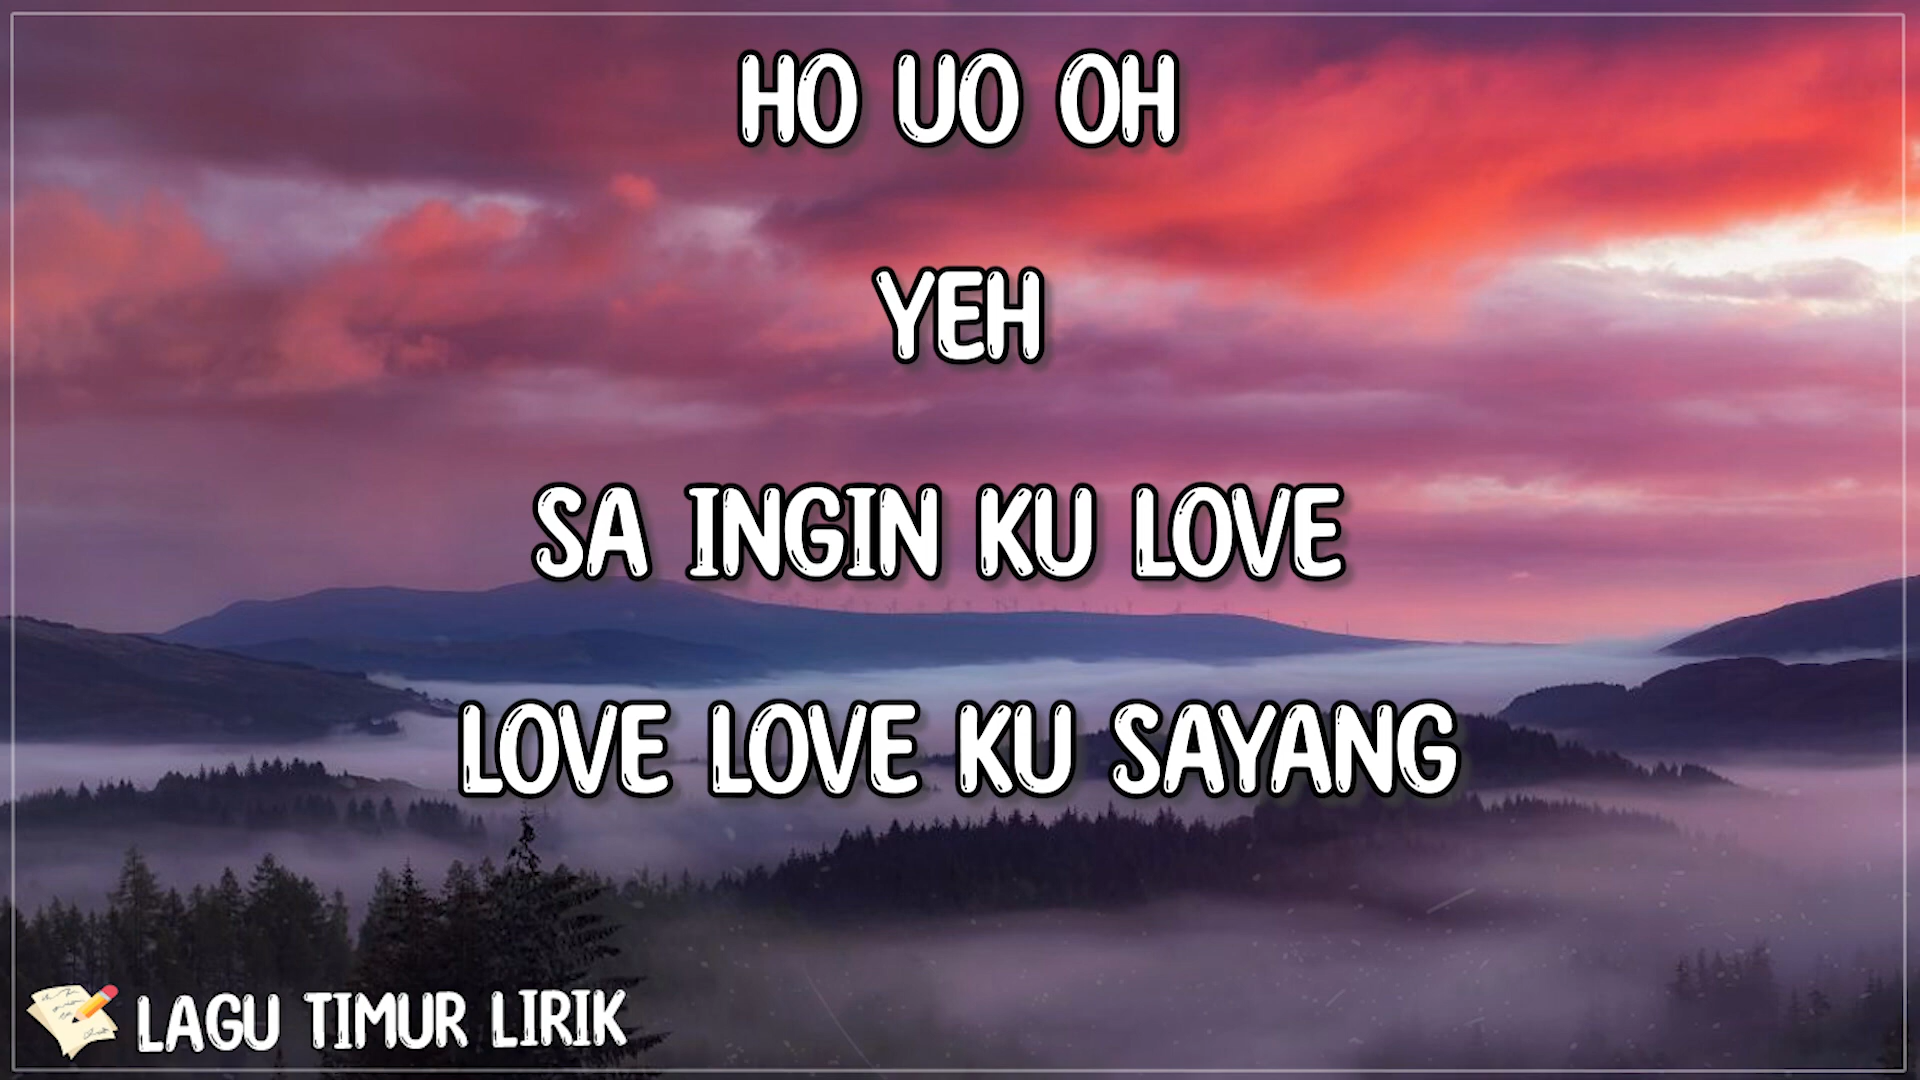 HO UO OH
YEH
SA INGIN KU LOVE
LOVE LOVE KU SAYANG
LAGU TIMUR LIRIK